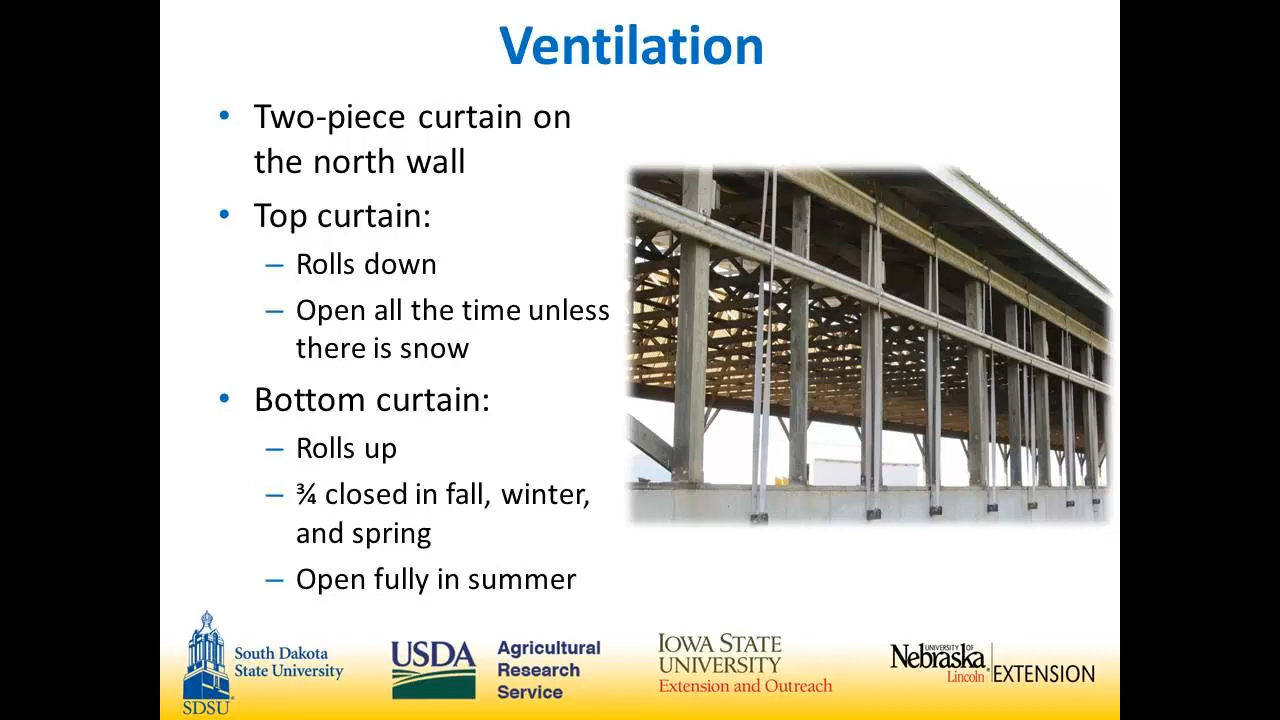 Ventilation
• Two-piece curtain on
the north wall
• Top curtain:
– Rolls down
– Open all the time unless
there is snow
• Bottom curtain:
– Rolls up
– ¾ closed in fall, winter,
and spring
– Open fully in summer
SDSU
South Dakota
State University
USDA
Agricultural
Research
Service
IOWA STATE
UNIVERSITY
Extension and Outreach
UNIVERSITY OF
Nebraska
Lincoln
EXTENSION